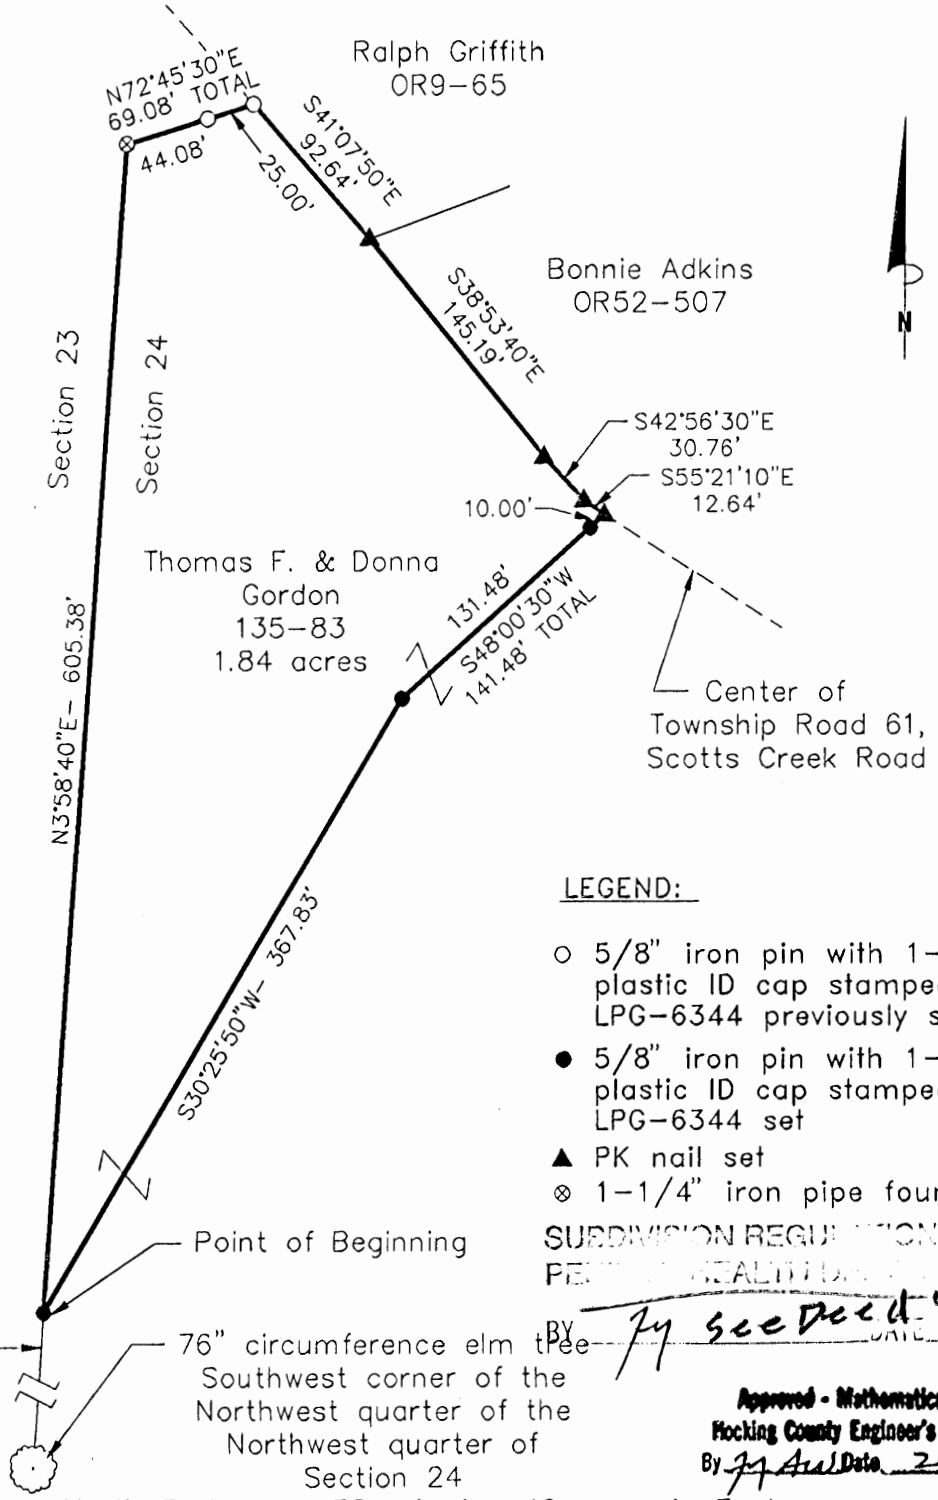 Ralph Griffith
OR9-65
N72°45'30"E
69.08' TOTAL
44.08'
25.00'
S41°07'50"E
92.64'
Bonnie Adkins
OR52-507
S38°53'40"E
145.19'
N
Section 23
Section 24
S42°56'30"E
30.76'
S55°21'10"E
12.64'
10.00'
Thomas F. & Donna
Gordon
135-83
1.84 acres
131.48'
S48°00'30"W
141.48' TOTAL
Center of
Township Road 61,
Scotts Creek Road
N3°58'40"E- 605.38'
S30°25'50"W- 367.83'
LEGEND:
5/8" iron pin with 1-
plastic ID cap stampe
LPG-6344 previously s
5/8" iron pin with 1-
plastic ID cap stampe
LPG-6344 set
PK nail set
1-1/4" iron pipe four
Point of Beginning
SUBDIVISION
HEALTH
BY See Deed
DATE
76" circumference elm tree
Southwest corner of the
Northwest quarter of the
Northwest quarter of
Section 24
Approved - Mathematic
Hocking County Engineer's
By Date 2